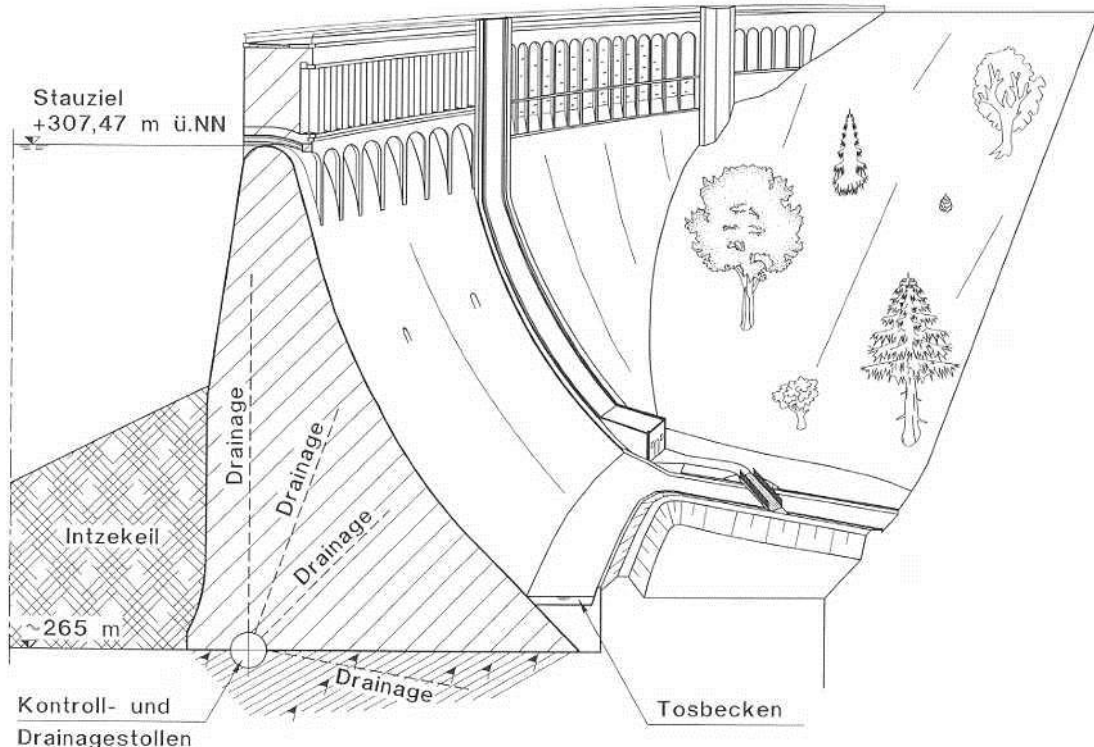 Stauziel
+307,47 m ü.NN
Drainage
Drainage
Drainage
Intzekeil
~265 m
Drainage
Kontroll- und
Drainagestollen
Tosbecken